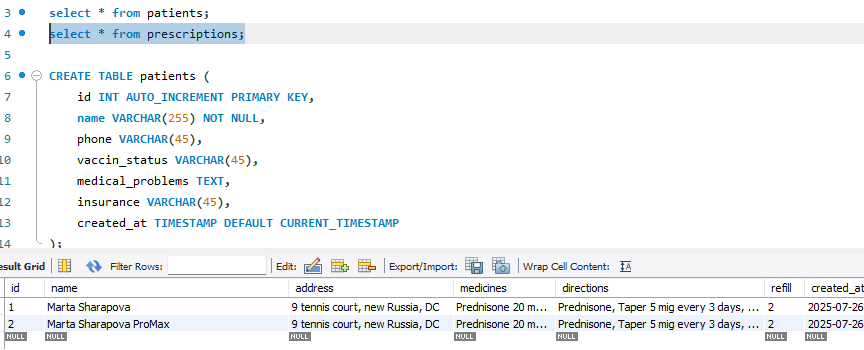 3 select * from patients;
4 select * from prescriptions;
5
6 CREATE TABLE patients (
7 id INT AUTO_INCREMENT PRIMARY KEY,
8 name VARCHAR(255) NOT NULL,
9 phone VARCHAR(45),
10 vaccin_status VARCHAR(45),
11 medical_problems TEXT,
12 insurance VARCHAR(45),
13 created_at TIMESTAMP DEFAULT CURRENT_TIMESTAMP
14 );
esult Grid Filter Rows: Edit: Export/Import: Wrap Cell Content:
id name address medicines directions refill created_at
1 Marta Sharapova 9 tennis court, new Russia, DC Prednisone 20 m... Prednisone, Taper 5 mig every 3 days, ... 2 2025-07-26
2 Marta Sharapova ProMax 9 tennis court, new Russia, DC Prednisone 20 m... Prednisone, Taper 5 mig every 3 days, ... 2 2025-07-26
NULL NULL NULL NULL NULL NULL NULL